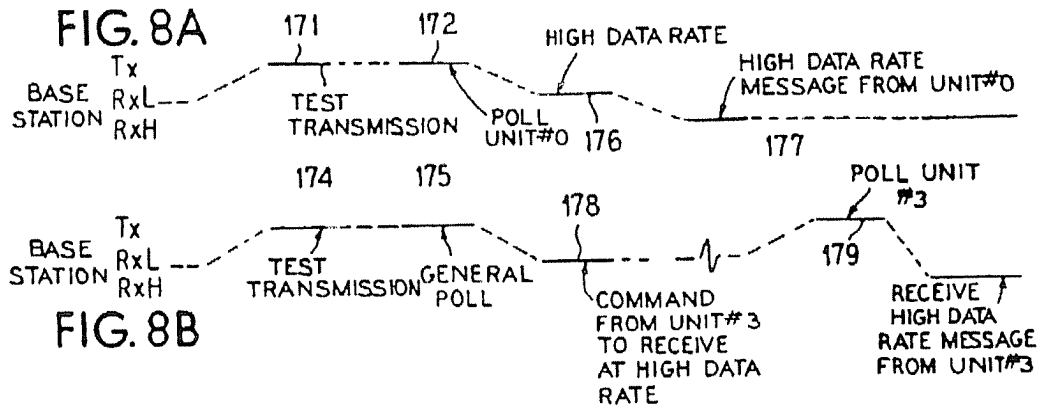 FIG. 8A
171
172
HIGH DATA RATE
Tx
HIGH DATA RATE
MESSAGE FROM UNIT#0
BASE
STATION
RxL
RxH
TEST
TRANSMISSION
POLL
UNIT#0
176
177
174
175
178
POLL UNIT
#3
Tx
BASE
STATION
RxL
RxH
179
TEST
TRANSMISSION
GENERAL
POLL
COMMAND
FROM UNIT#3
TO RECEIVE
AT HIGH DATA
RATE
RECEIVE
HIGH DATA
RATE MESSAGE
FROM UNIT#3
FIG. 8B